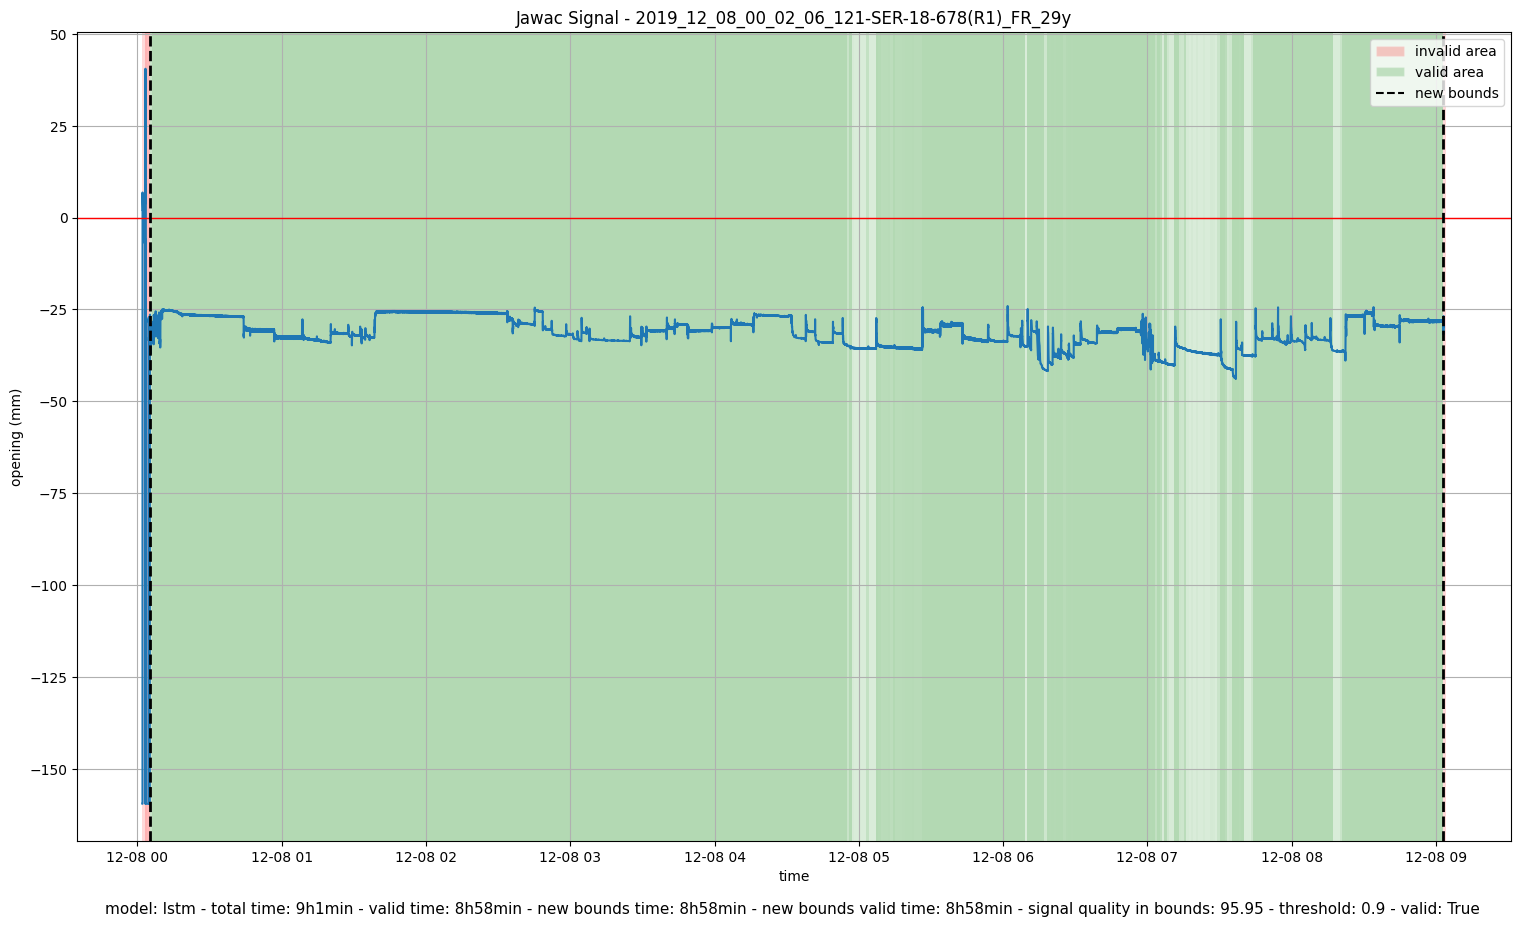 Jawac Signal - 2019_12_08_00_02_06_121-SER-18-678(R1)_FR_29y
invalid area
valid area
new bounds
50
25
0
−25
−50
−75
−100
−125
−150
opening (mm)
12-08 00
12-08 01
12-08 02
12-08 03
12-08 04
12-08 05
12-08 06
12-08 07
12-08 08
12-08 09
time
model: lstm - total time: 9h1min - valid time: 8h58min - new bounds time: 8h58min - new bounds valid time: 8h58min - signal quality in bounds: 95.95 - threshold: 0.9 - valid: True